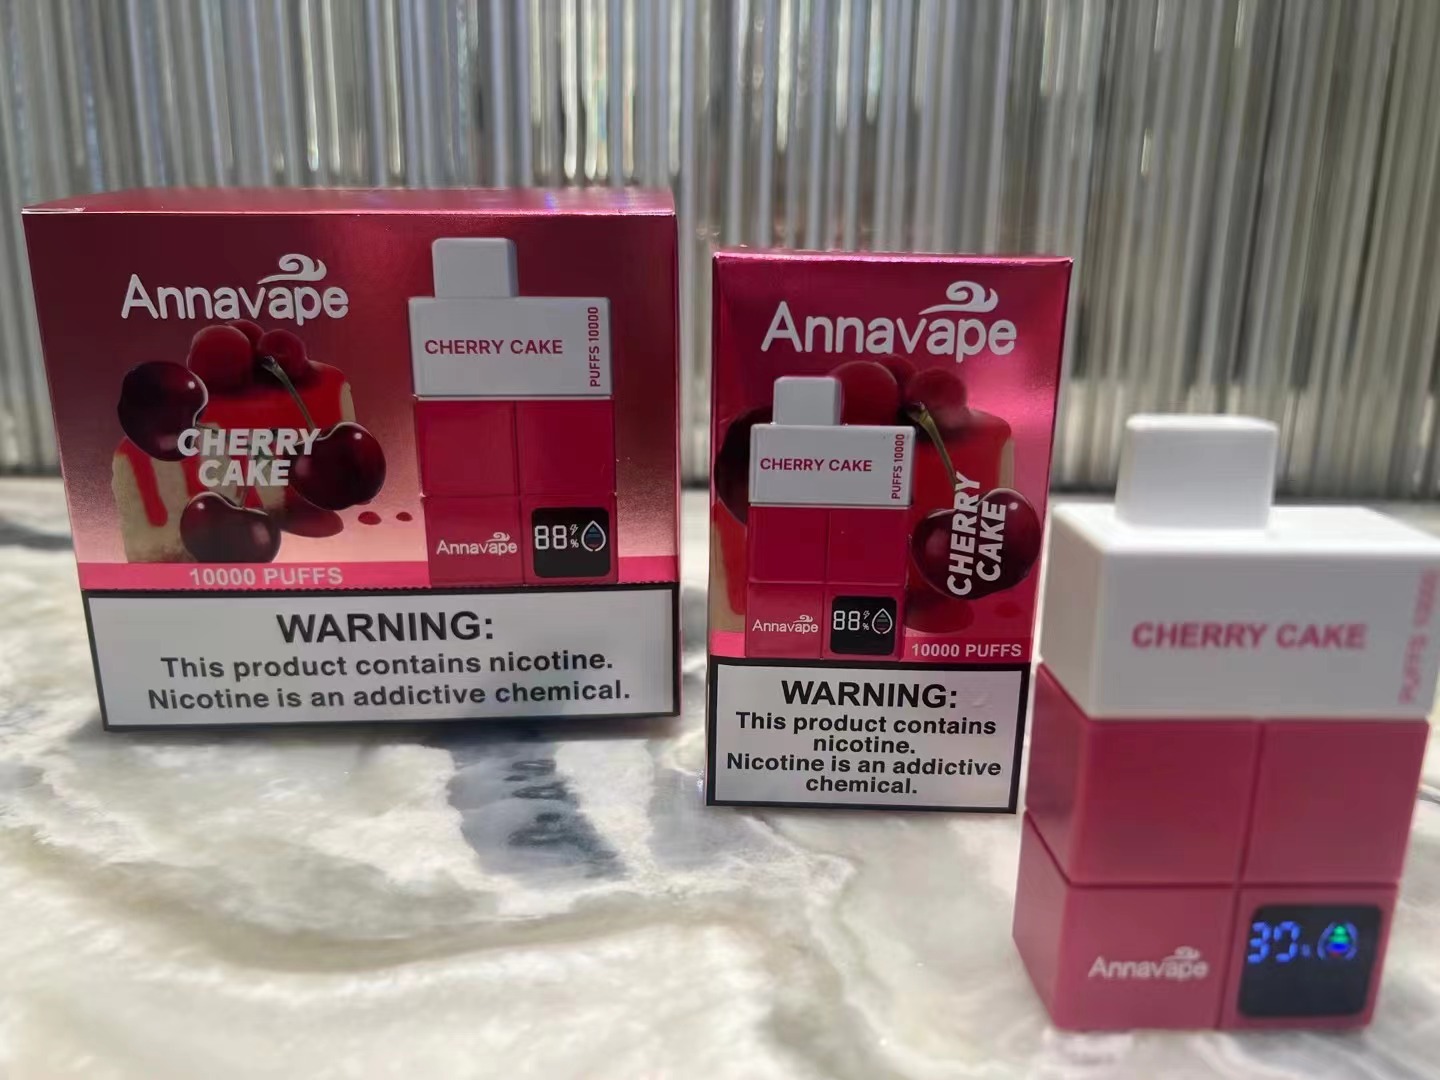 Annavape
CHERRY CAKE
PUFFS 10000
CHERRY
CAKE
Annavape
88%
10000 PUFFS
WARNING:
This product contains nicotine.
Nicotine is an addictive chemical.
Annavape
CHERRY CAKE
PUFFS 10000
CHERRY
CAKE
Annavape
88%
10000 PUFFS
WARNING:
This product contains
nicotine.
Nicotine is an addictive
chemical.
CHERRY CAKE
PUFFS 10000
Annavape